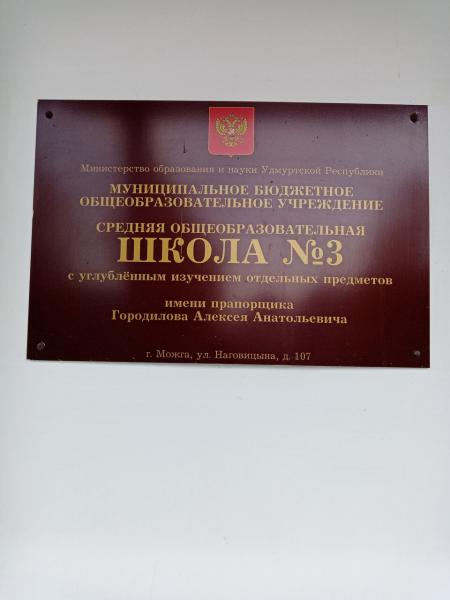 Министерство образования и науки Удмуртской Республики
МУНИЦИПАЛЬНОЕ БЮДЖЕТНОЕ
ОБЩЕОБРАЗОВАТЕЛЬНОЕ УЧРЕЖДЕНИЕ
СРЕДНЯЯ ОБЩЕОБРАЗОВАТЕЛЬНАЯ
ШКОЛА №3
с углублённым изучением отдельных предметов
имени прапорщика
Городилова Алексея Анатольевича
г. Можга, ул. Наговицына, д. 107